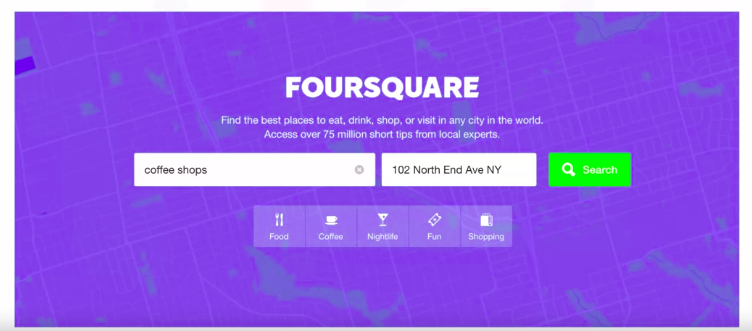 FOURSQUARE
Find the best places to eat, drink, shop, or visit in any city in the world.
Access over 75 million short tips from local experts.
coffee shops
102 North End Ave NY
Search
Food
Coffee
Nightlife
Fun
Shopping